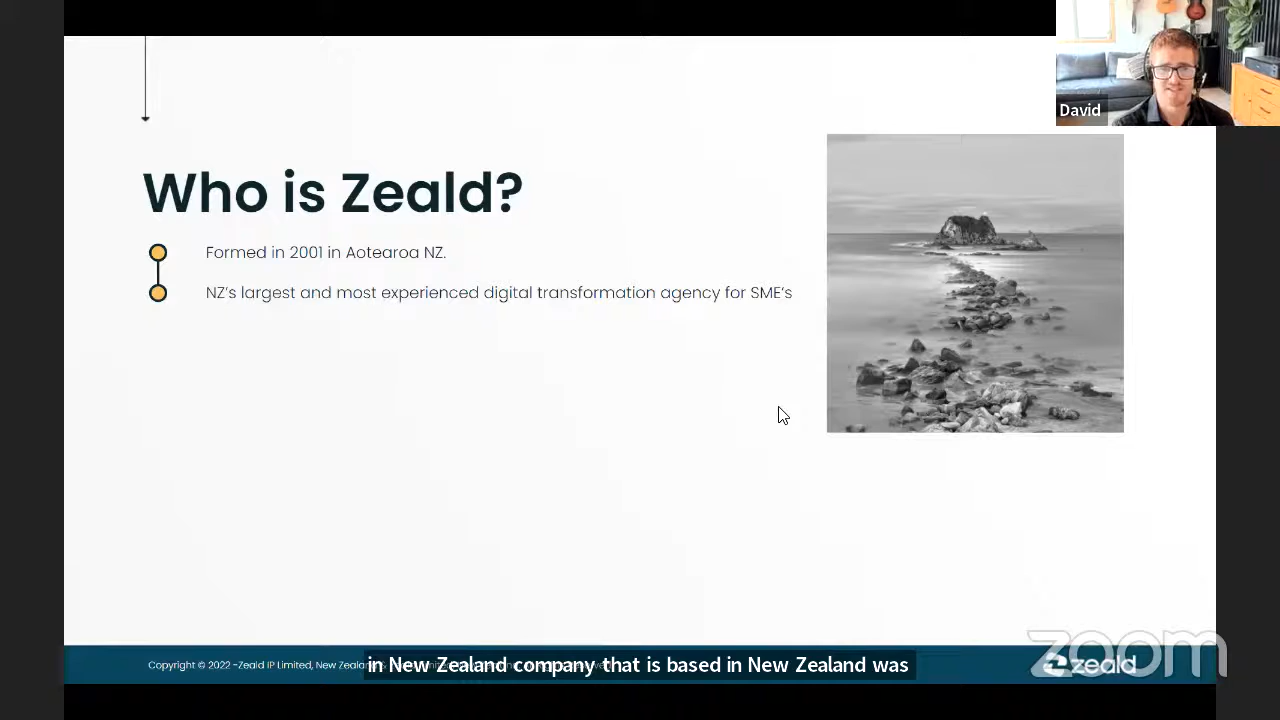 David
Who is Zeald?
Formed in 2001 in Aotearoa NZ.
NZ's largest and most experienced digital transformation agency for SME's
Copyright © 2022 -Zeald IP Limited, New
in New Zealand company that is based in New Zealand was
zeald
zoom